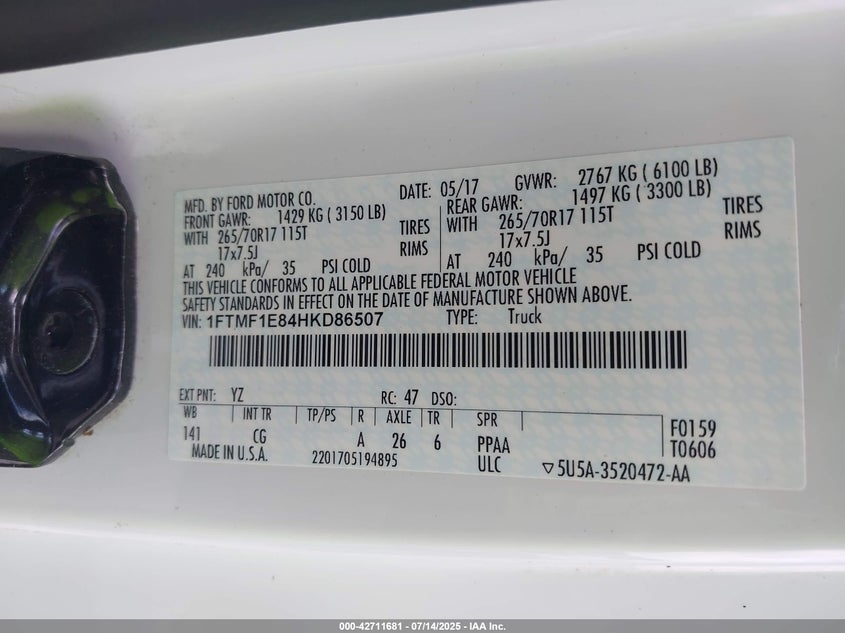 MFD. BY FORD MOTOR CO. DATE: 05/17 GVWR: 2767 KG ( 6100 LB)
FRONT GAWR: 1429 KG ( 3150 LB) REAR GAWR: 1497 KG ( 3300 LB)
WITH 265/70R17 115T TIRES WITH 265/70R17 115T TIRES
17x7.5J RIMS 17x7.5J RIMS
AT 240 kPa/ 35 PSI COLD AT 240 kPa/ 35 PSI COLD
THIS VEHICLE CONFORMS TO ALL APPLICABLE FEDERAL MOTOR VEHICLE
SAFETY STANDARDS IN EFFECT ON THE DATE OF MANUFACTURE SHOWN ABOVE.
VIN: 1FTMF1E84HKD86507 TYPE: Truck
EXT PNT: YZ RC: 47 DSO:
WB INT TR TP/PS R AXLE TR SPR F0159
141 CG A 26 6 PPAA T0606
MADE IN U.S.A. 2201705194895 ULC ▽5U5A-3520472-AA
000-42711681 - 07/14/2025 - IAA Inc.